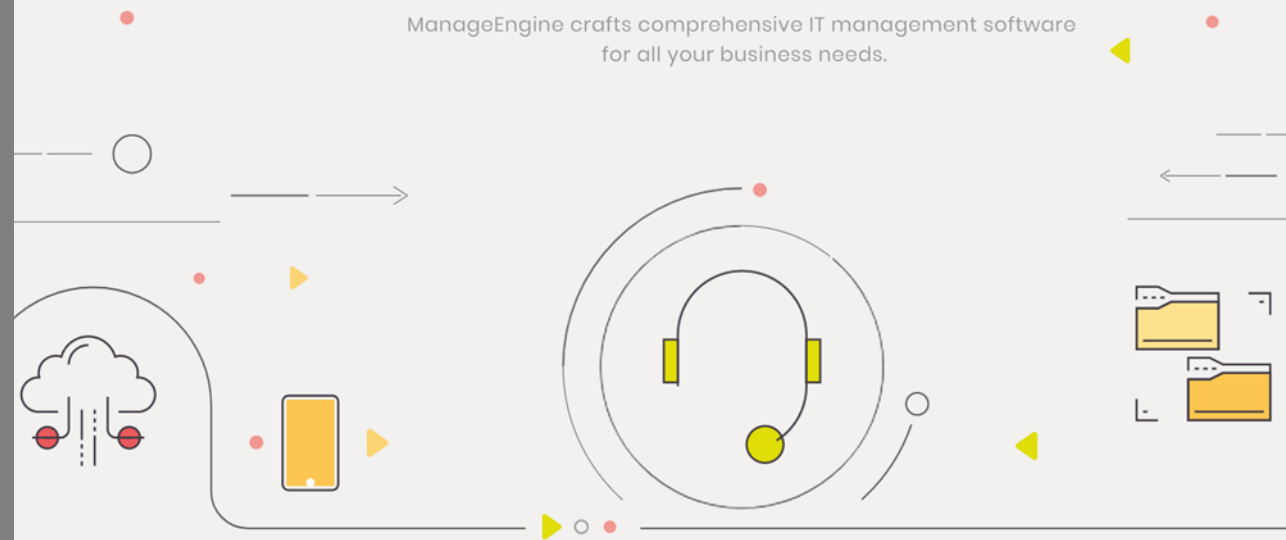 ManageEngine crafts comprehensive IT management software
for all your business needs.